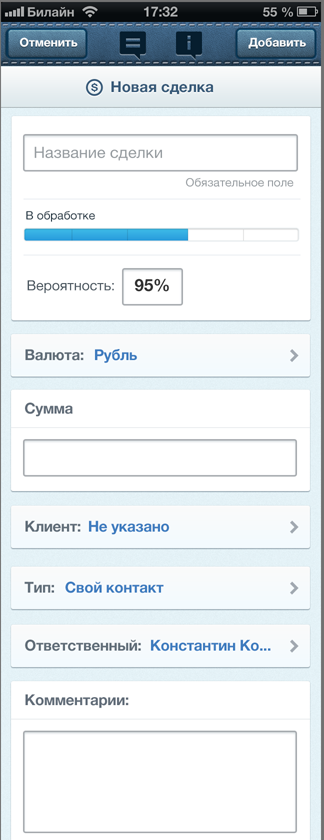 Билайн 17:32 55 %
Отменить Добавить
Новая сделка
Название сделки
Обязательное поле
В обработке
Вероятность: 95%
Валюта: Рубль
Сумма
Клиент: Не указано
Тип: Свой контакт
Ответственный: Константин Ко...
Комментарии: